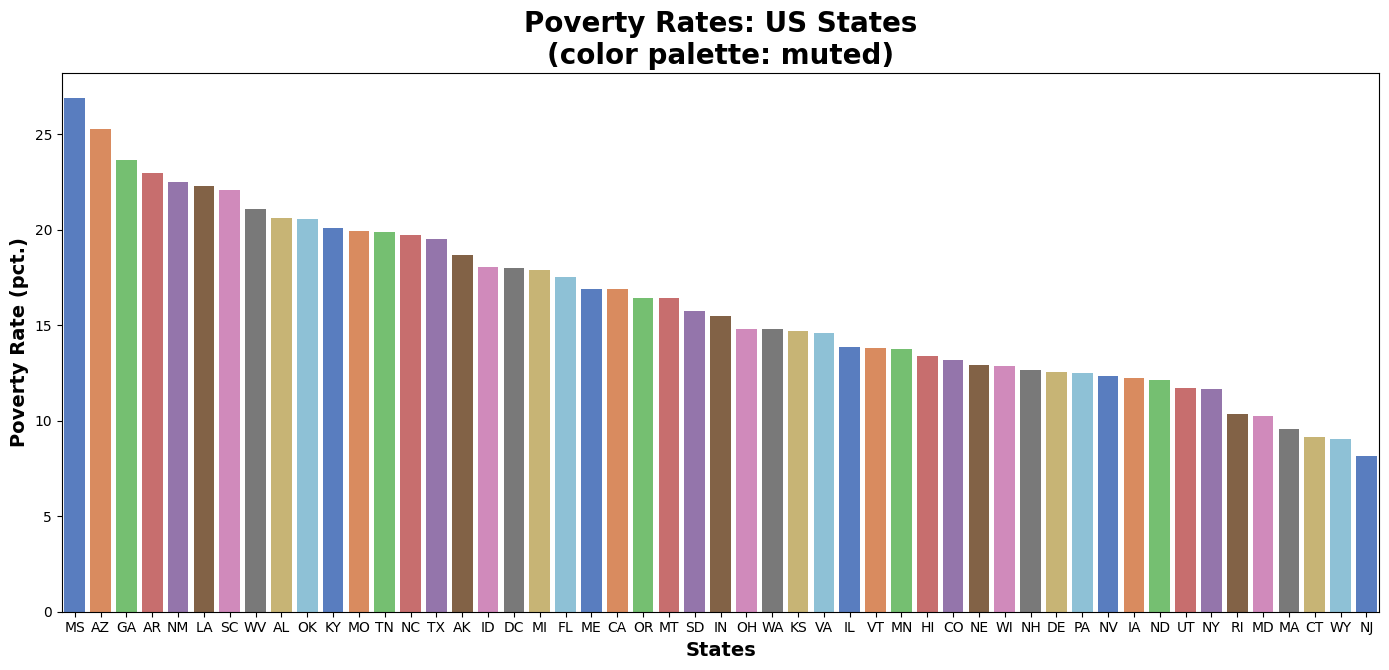 Poverty Rates: US States
(color palette: muted)
Poverty Rate (pct.)
25
20
15
10
5
0
MS AZ GA AR NM LA SC WV AL OK KY MO TN NC TX AK ID DC MI FL ME CA OR MT SD IN OH WA KS VA IL VT MN HI CO NE WI NH DE PA NV IA ND UT NY RI MD MA CT WY NJ
States